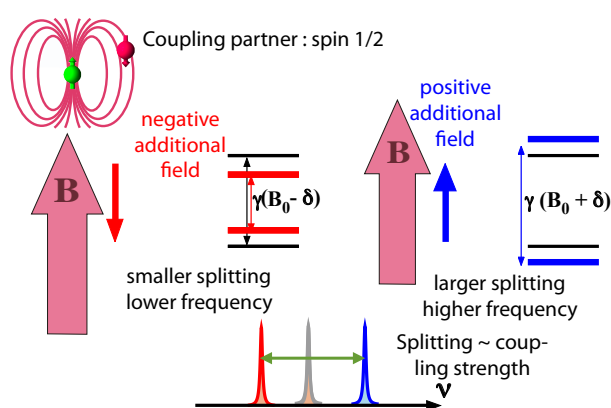 Coupling partner : spin 1/2
negative
additional
field
B
γ(B₀- δ)
smaller splitting
lower frequency
positive
additional
field
B
γ (B₀ + δ)
larger splitting
higher frequency
Splitting ~ coup-
ling strength
ν